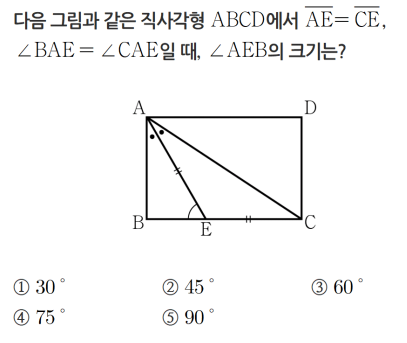 다음 그림과 같은 직사각형 ABCD에서 \overline{AE}=\overline{CE},
∠BAE = ∠CAE일 때, ∠AEB의 크기는?
A D
B E C
① 30° ② 45° ③ 60°
④ 75° ⑤ 90°